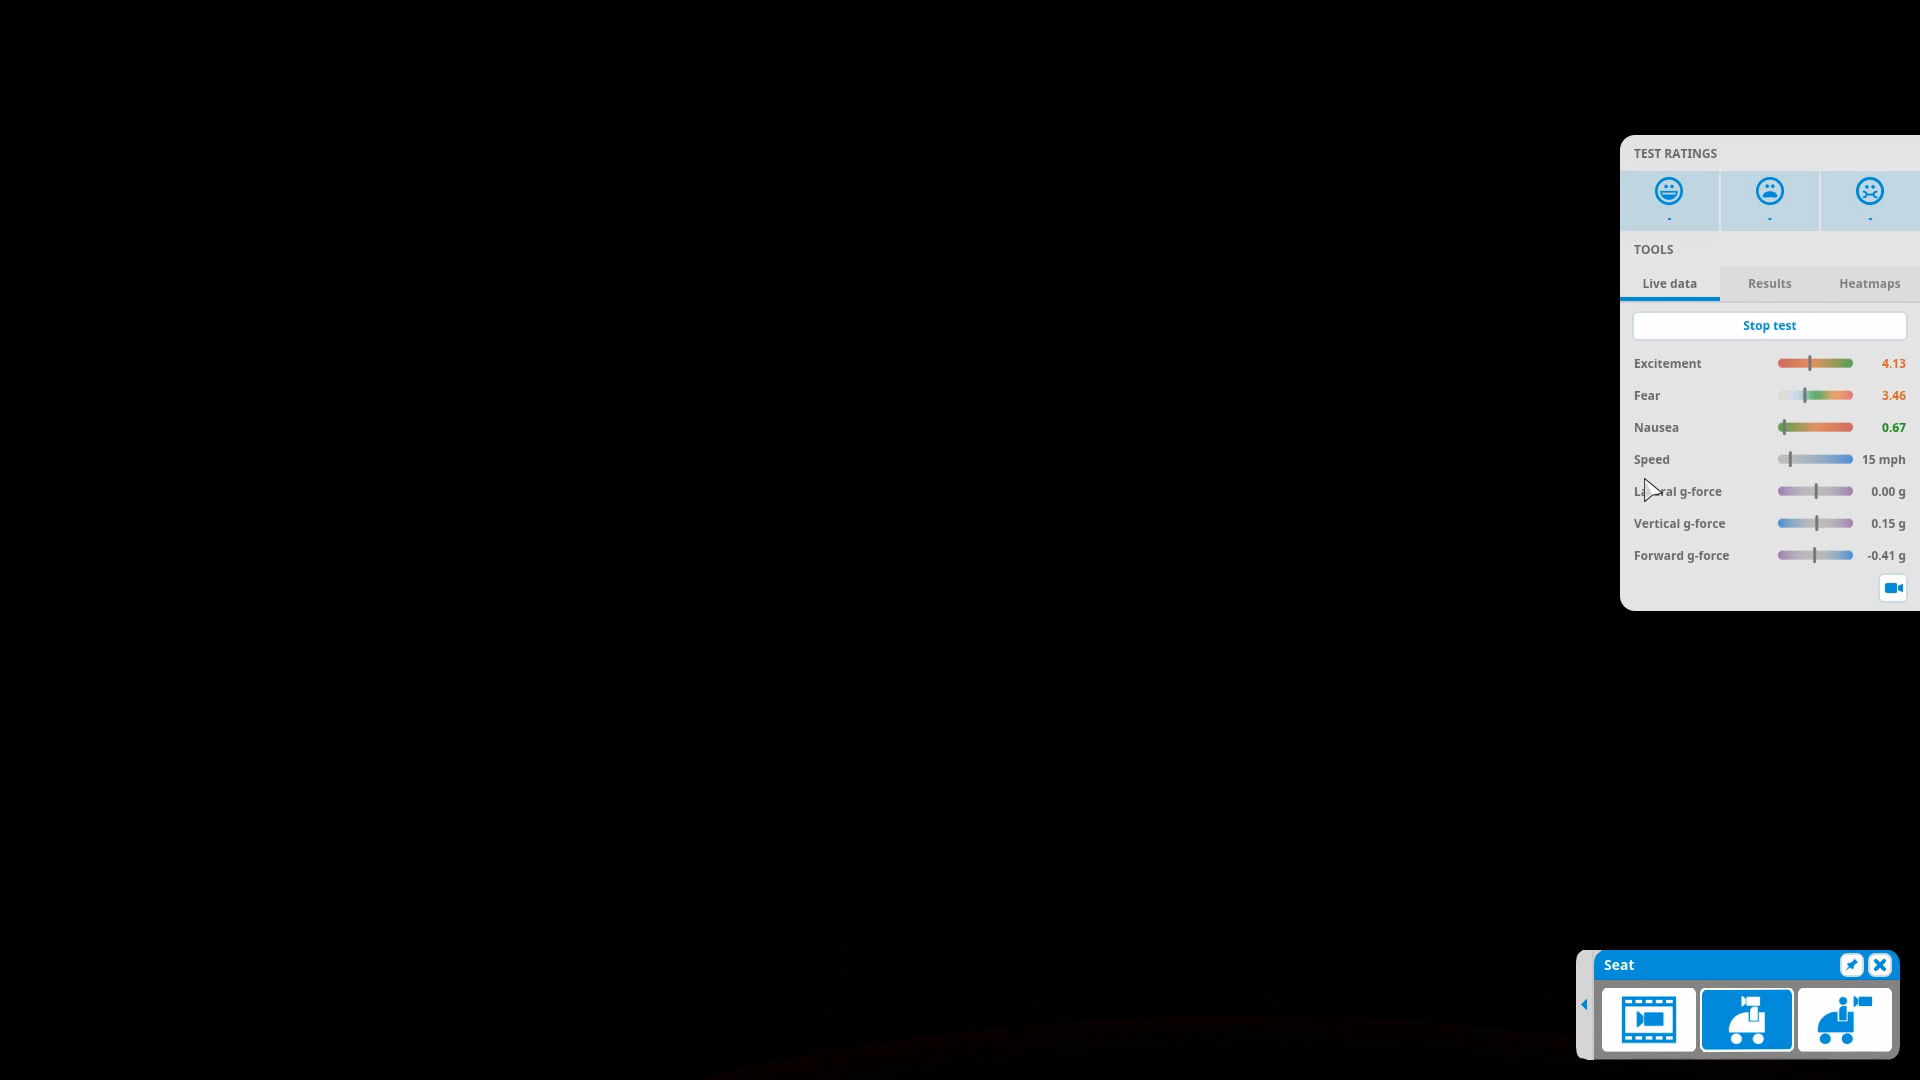 TEST RATINGS
- - -
TOOLS
Live data Results Heatmaps
Stop test
Excitement 4.13
Fear 3.46
Nausea 0.67
Speed 15 mph
Lateral g-force 0.00 g
Vertical g-force 0.15 g
Forward g-force -0.41 g
Seat